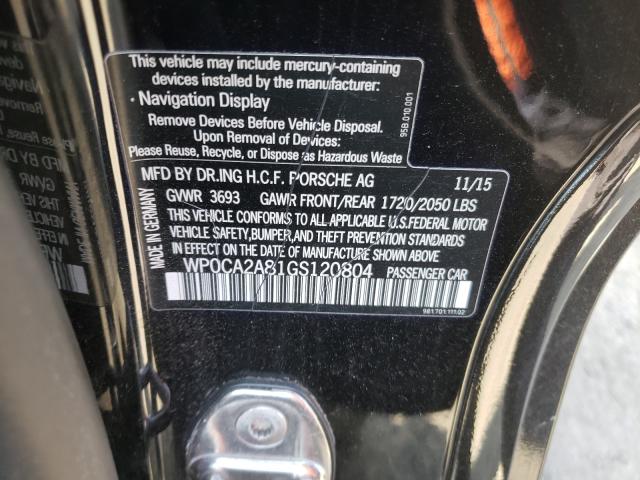 This vehicle may include mercury-containing
devices installed by the manufacturer:
· Navigation Display
Remove Devices Before Vehicle Disposal.
Upon Removal of Devices:
Please Reuse, Recycle, or Dispose as Hazardous Waste
95B.010.001
MFD BY DR.ING H.C.F. PORSCHE AG 11/15
GVWR 3693 GAWR FRONT/REAR 1720/2050 LBS
THIS VEHICLE CONFORMS TO ALL APPLICABLE U.S.FEDERAL MOTOR
VEHICLE SAFETY,BUMPER,AND THEFT PREVENTION STANDARDS
IN EFFECT ON THE DATE OF MANUFACTURE SHOWN ABOVE
WP0CA2A81GS120804 PASSENGER CAR
MADE IN GERMANY
981.701.111.02